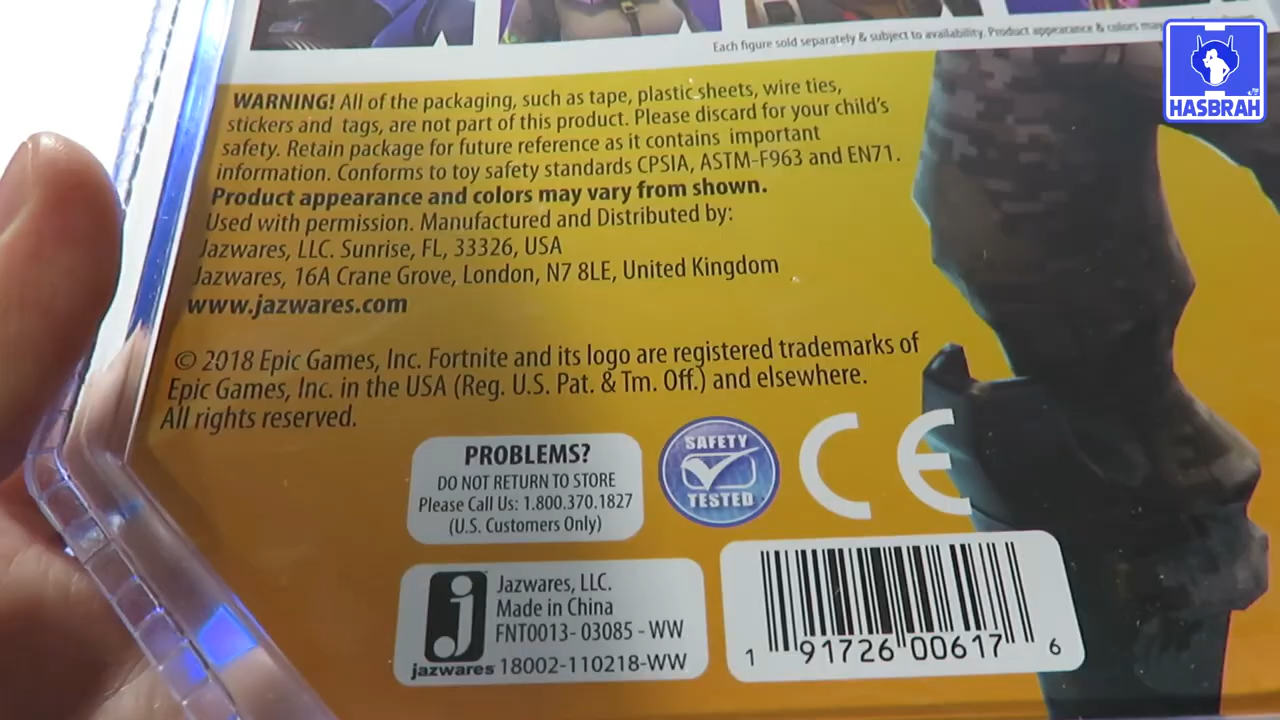 Each figure sold separately & subject to availability. Product appearance & colors may
HASBRAH
WARNING! All of the packaging, such as tape, plastic sheets, wire ties,
stickers and tags, are not part of this product. Please discard for your child's
safety. Retain package for future reference as it contains important
information. Conforms to toy safety standards CPSIA, ASTM-F963 and EN71.
Product appearance and colors may vary from shown.
Used with permission. Manufactured and Distributed by:
Jazwares, LLC. Sunrise, FL, 33326, USA
Jazwares, 16A Crane Grove, London, N7 8LE, United Kingdom
www.jazwares.com
© 2018 Epic Games, Inc. Fortnite and its logo are registered trademarks of
Epic Games, Inc. in the USA (Reg. U.S. Pat. & Tm. Off.) and elsewhere.
All rights reserved.
PROBLEMS?
DO NOT RETURN TO STORE
Please Call Us: 1.800.370.1827
(U.S. Customers Only)
SAFETY
TESTED
CE
j
jazwares
Jazwares, LLC.
Made in China
FNT0013- 03085 - WW
18002-110218-WW
1 91726 00617 6